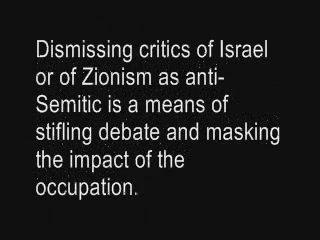 Dismissing critics of Israel
or of Zionism as anti-
Semitic is a means of
stifling debate and masking
the impact of the
occupation.